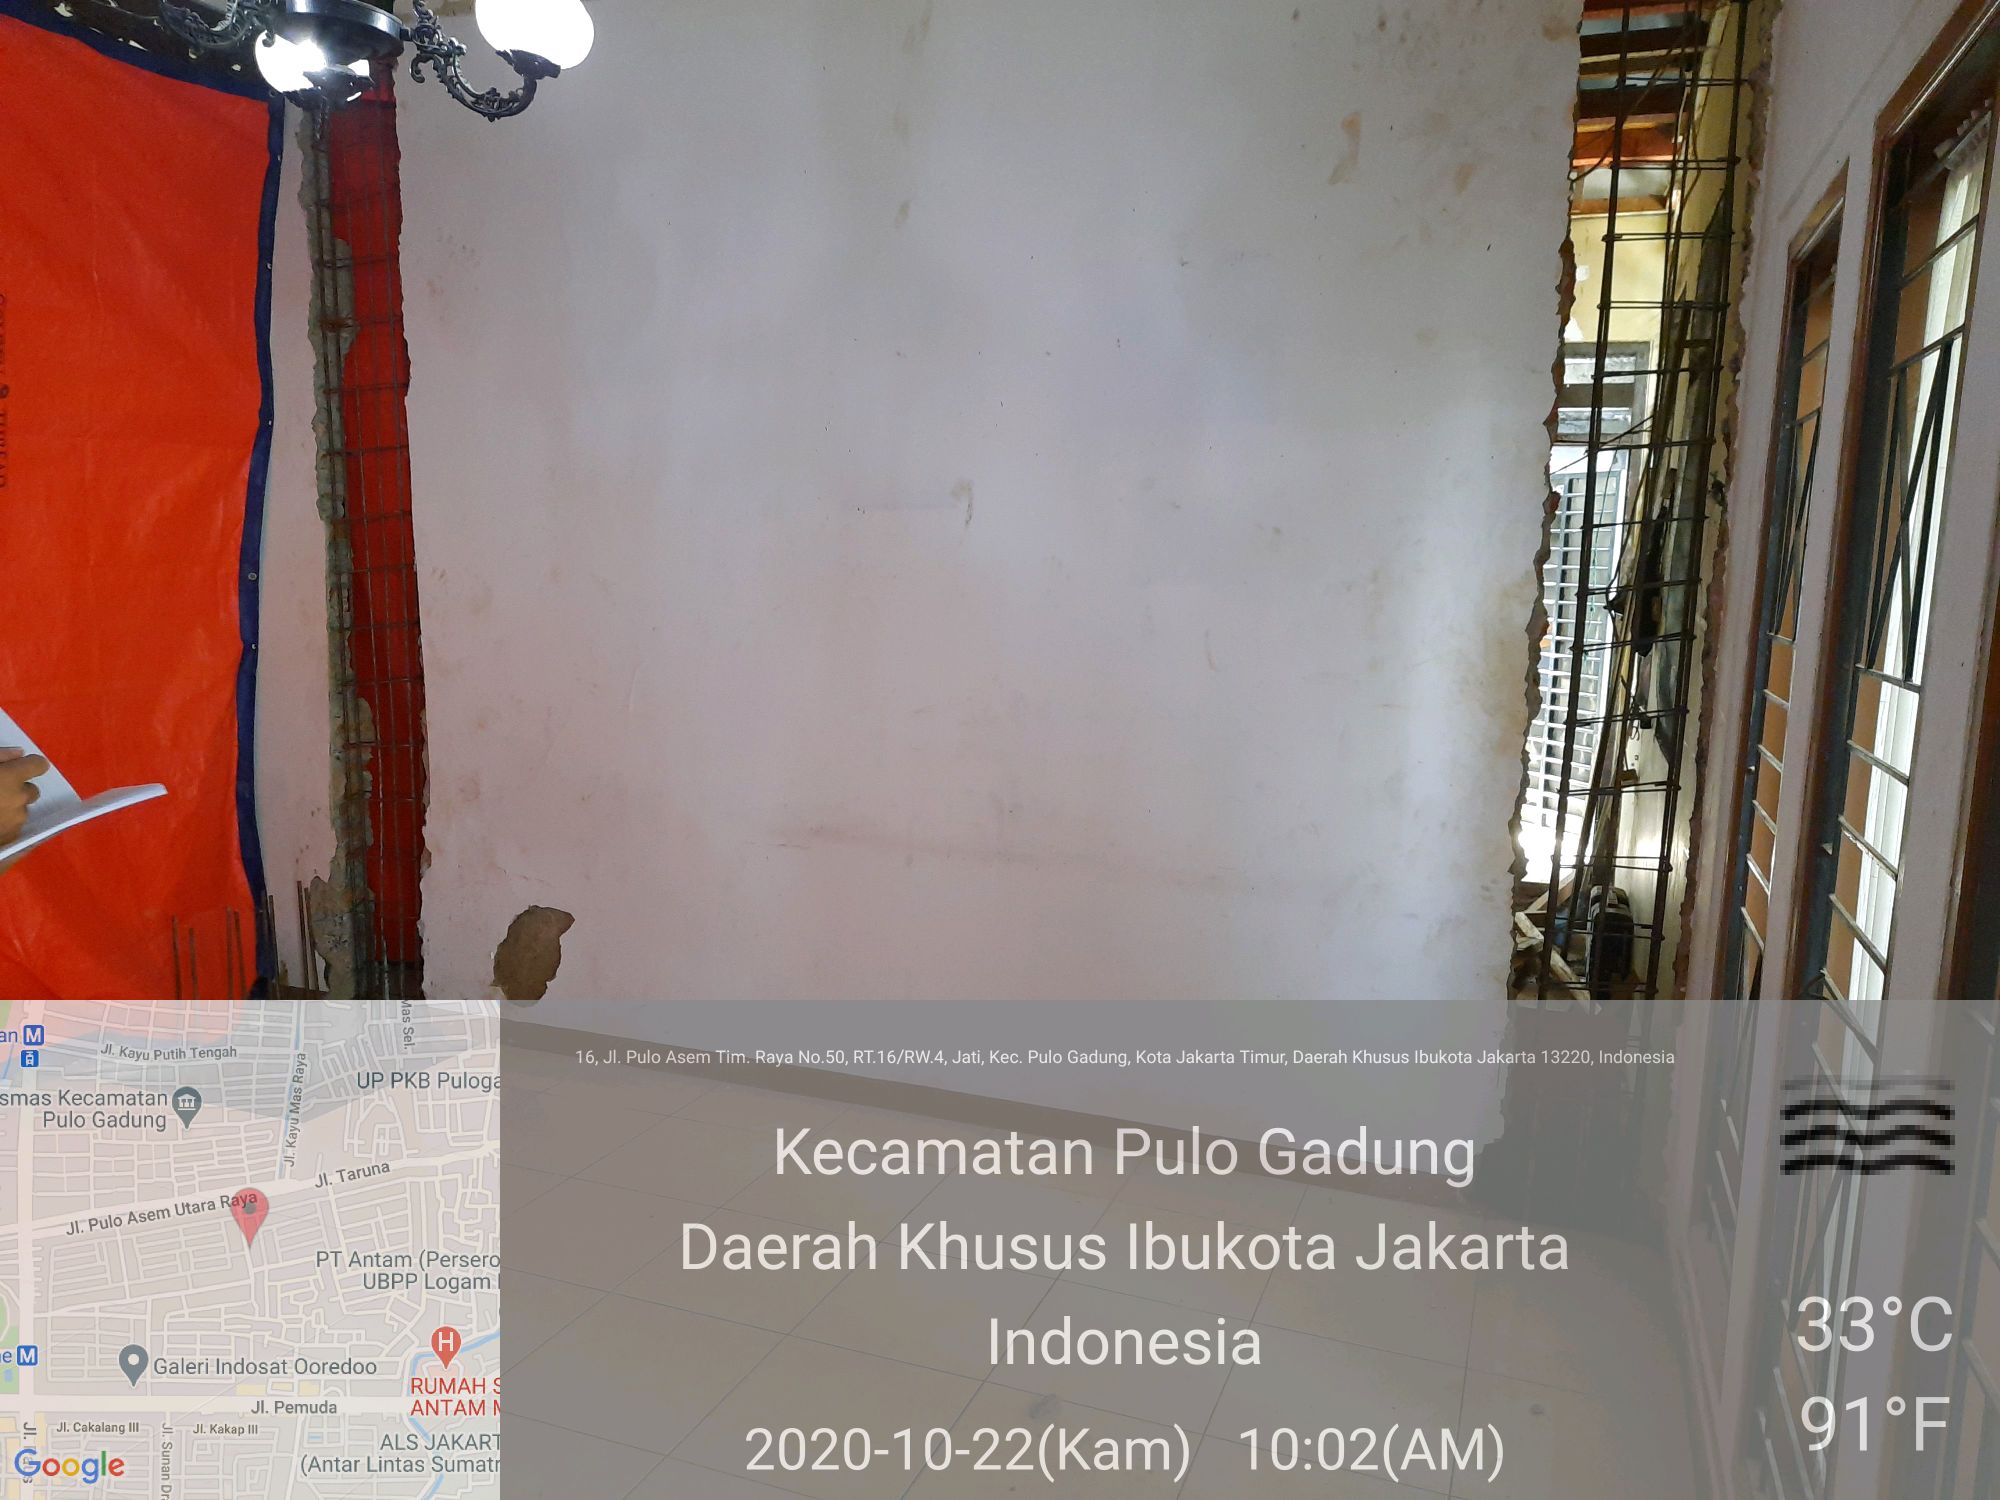 16, Jl. Pulo Asem Tim. Raya No.50, RT.16/RW.4, Jati, Kec. Pulo Gadung, Kota Jakarta Timur, Daerah Khusus Ibukota Jakarta 13220, Indonesia
Kecamatan Pulo Gadung
Daerah Khusus Ibukota Jakarta
Indonesia
2020-10-22(Kam) 10:02(AM)
33°C
91°F
an M
Mas Sel.
Jl. Kayu Putih Tengah
Jl. Kayu Mas Raya
UP PKB Puloga
smas Kecamatan
Pulo Gadung
Jl. Taruna
Jl. Pulo Asem Utara Raya
PT Antam (Persero
UBPP Logam
ne M
H
Galeri Indosat Ooredoo
RUMAH S
ANTAM M
Jl. Pemuda
Jl. Cakalang III
Jl. Kakap III
Jl. Sunan Dr
ALS JAKART
(Antar Lintas Sumatr
Google